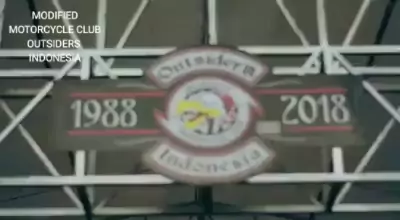 MODIFIED
MOTORCYCLE CLUB
OUTSIDERS
INDONESIA
Outsiders
1988 2018
Indonesia